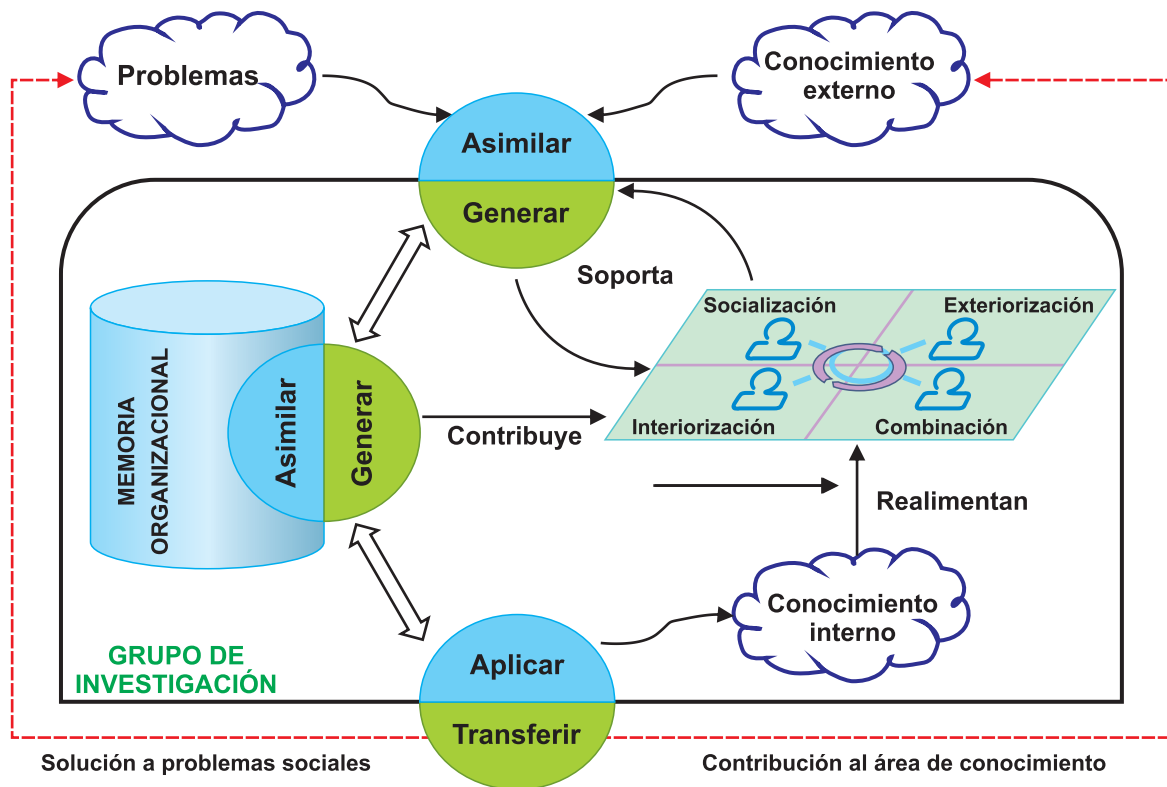 Problemas
Conocimiento
externo
Asimilar
Generar
Soporta
Socialización
Exteriorización
MEMORIA
ORGANIZACIONAL
Asimilar
Generar
Contribuye
Interiorización
Combinación
Realimentan
Conocimiento
interno
GRUPO DE
INVESTIGACIÓN
Aplicar
Transferir
Solución a problemas sociales
Contribución al área de conocimiento